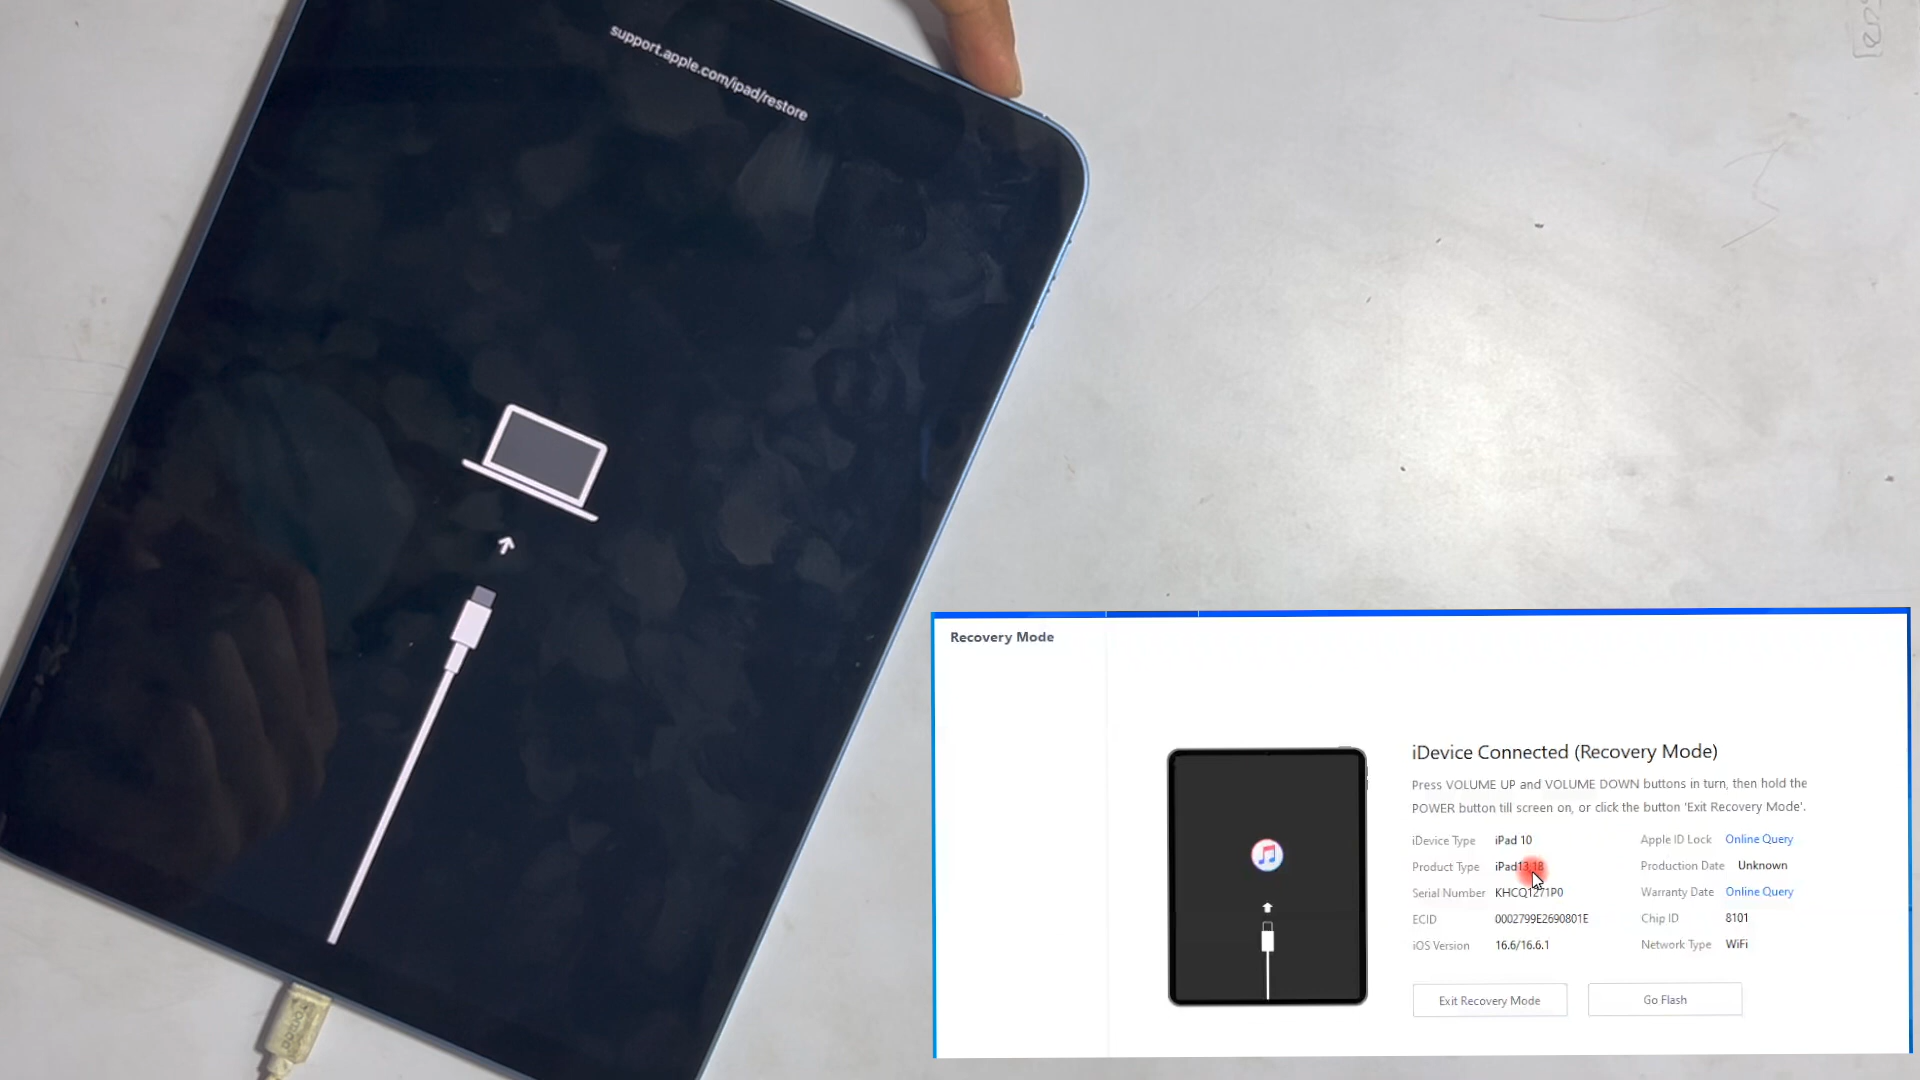 support.apple.com/ipad/restore
Recovery Mode
iDevice Connected (Recovery Mode)
Press VOLUME UP and VOLUME DOWN buttons in turn, then hold the
POWER button till screen on, or click the button 'Exit Recovery Mode'.
iDevice Type iPad 10 Apple ID Lock Online Query
Product Type iPad13,18 Production Date Unknown
Serial Number KHCQ1271P0 Warranty Date Online Query
ECID 0002799E2690801E Chip ID 8101
iOS Version 16.6/16.6.1 Network Type WiFi
Exit Recovery Mode Go Flash